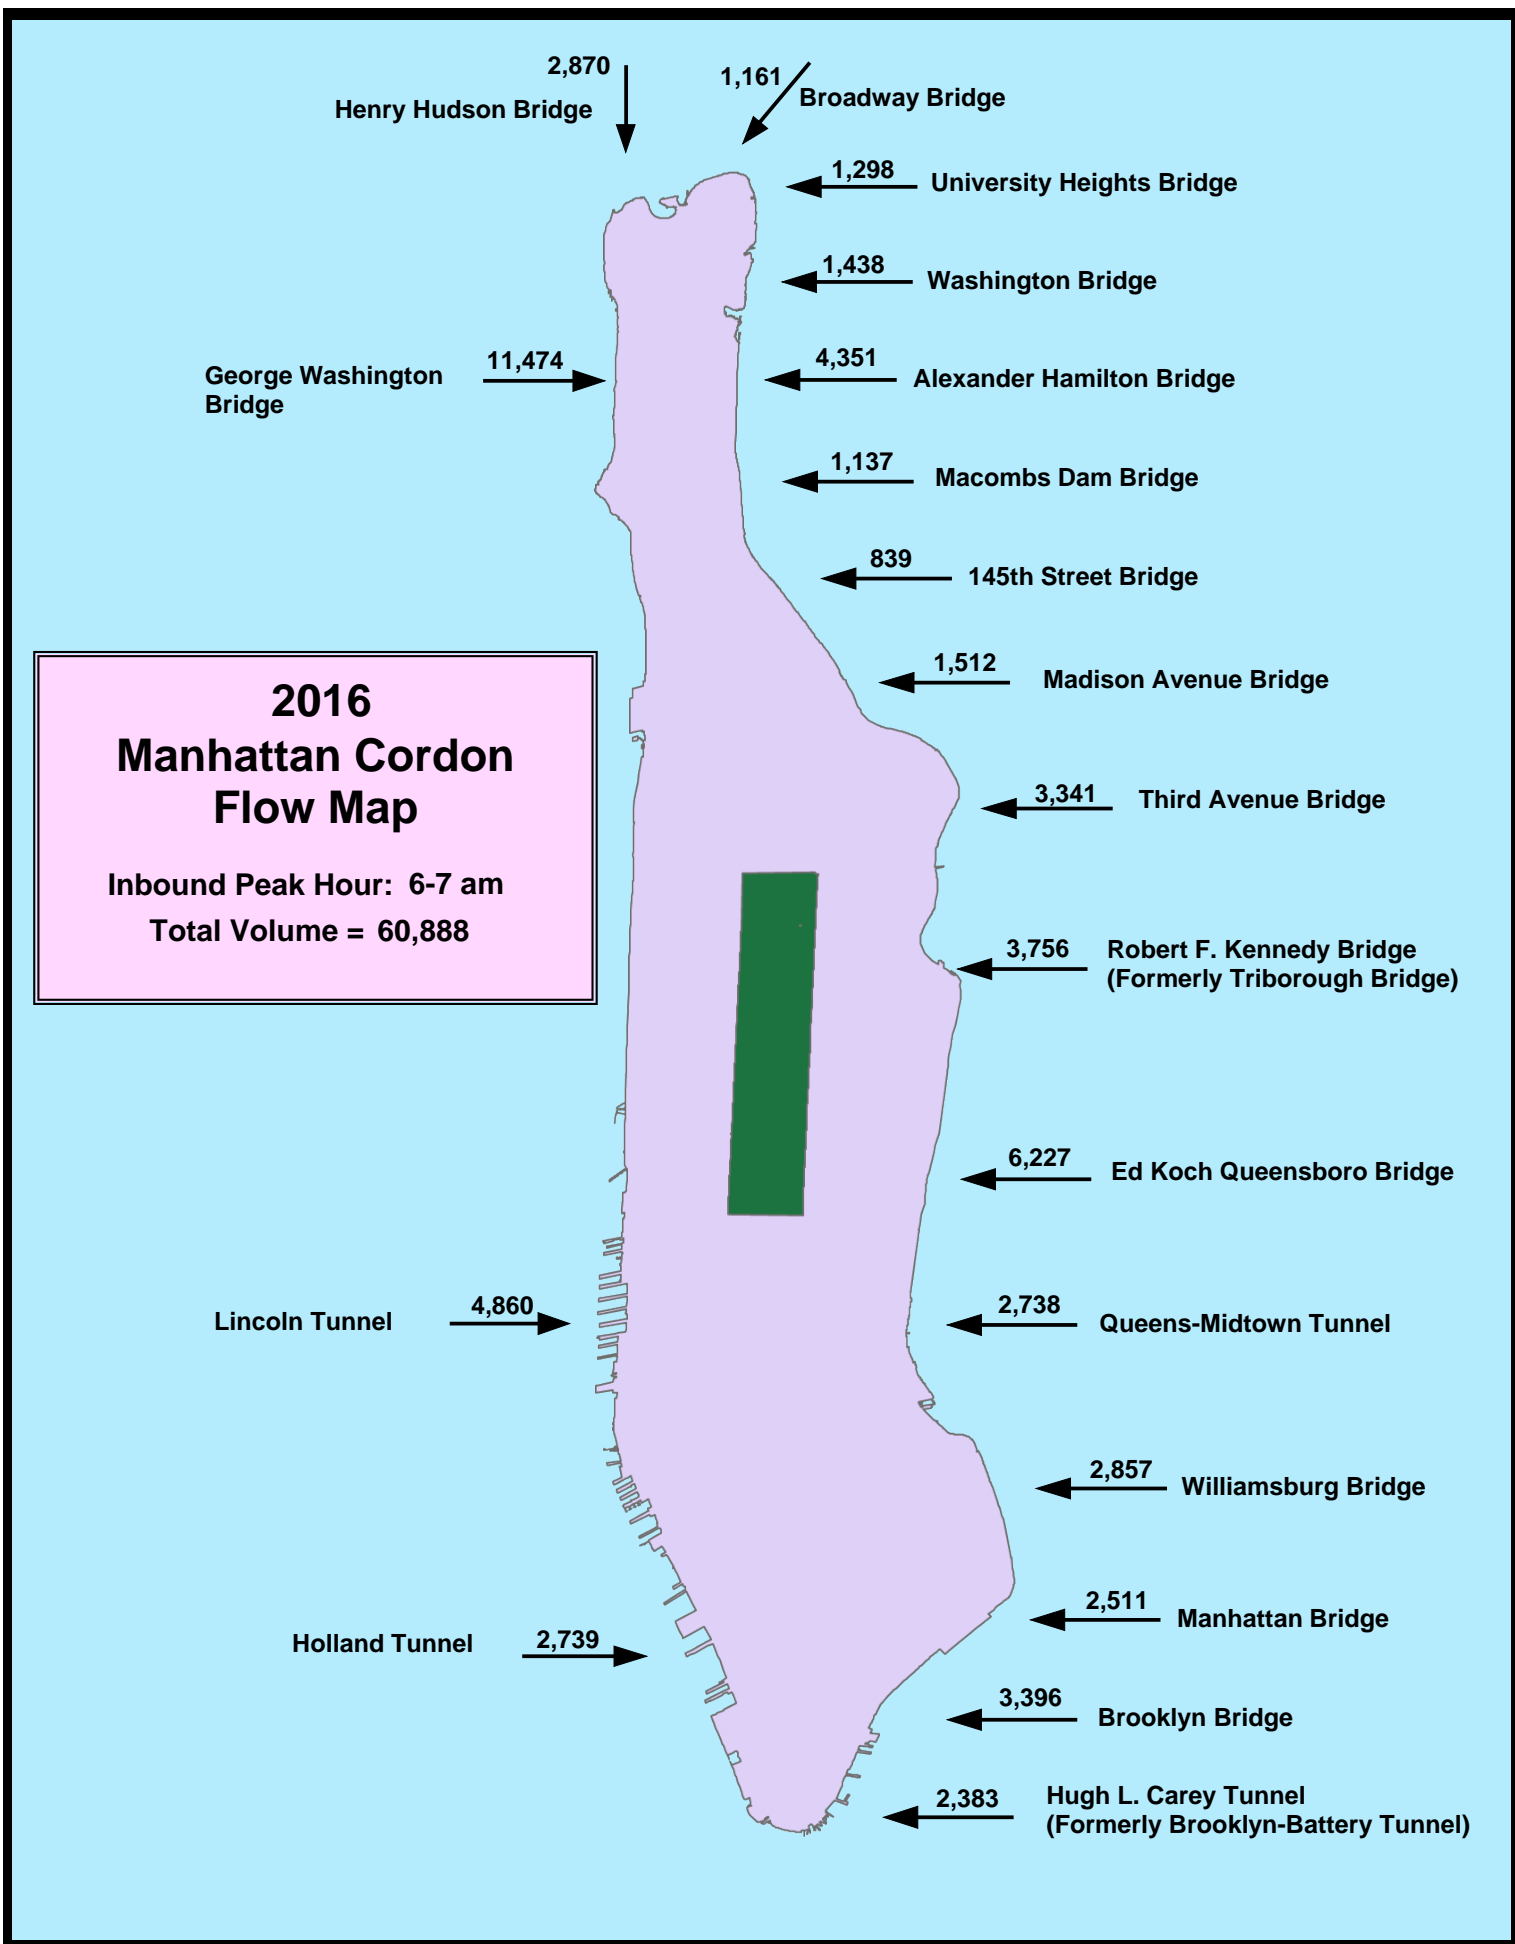 2,870
Henry Hudson Bridge
1,161
Broadway Bridge
1,298
University Heights Bridge
1,438
Washington Bridge
George Washington
Bridge
11,474
4,351
Alexander Hamilton Bridge
1,137
Macombs Dam Bridge
839
145th Street Bridge
1,512
Madison Avenue Bridge
2016
Manhattan Cordon
Flow Map
Inbound Peak Hour: 6-7 am
Total Volume = 60,888
3,341
Third Avenue Bridge
3,756
Robert F. Kennedy Bridge
(Formerly Triborough Bridge)
6,227
Ed Koch Queensboro Bridge
Lincoln Tunnel
4,860
2,738
Queens-Midtown Tunnel
2,857
Williamsburg Bridge
2,511
Manhattan Bridge
Holland Tunnel
2,739
3,396
Brooklyn Bridge
2,383
Hugh L. Carey Tunnel
(Formerly Brooklyn-Battery Tunnel)